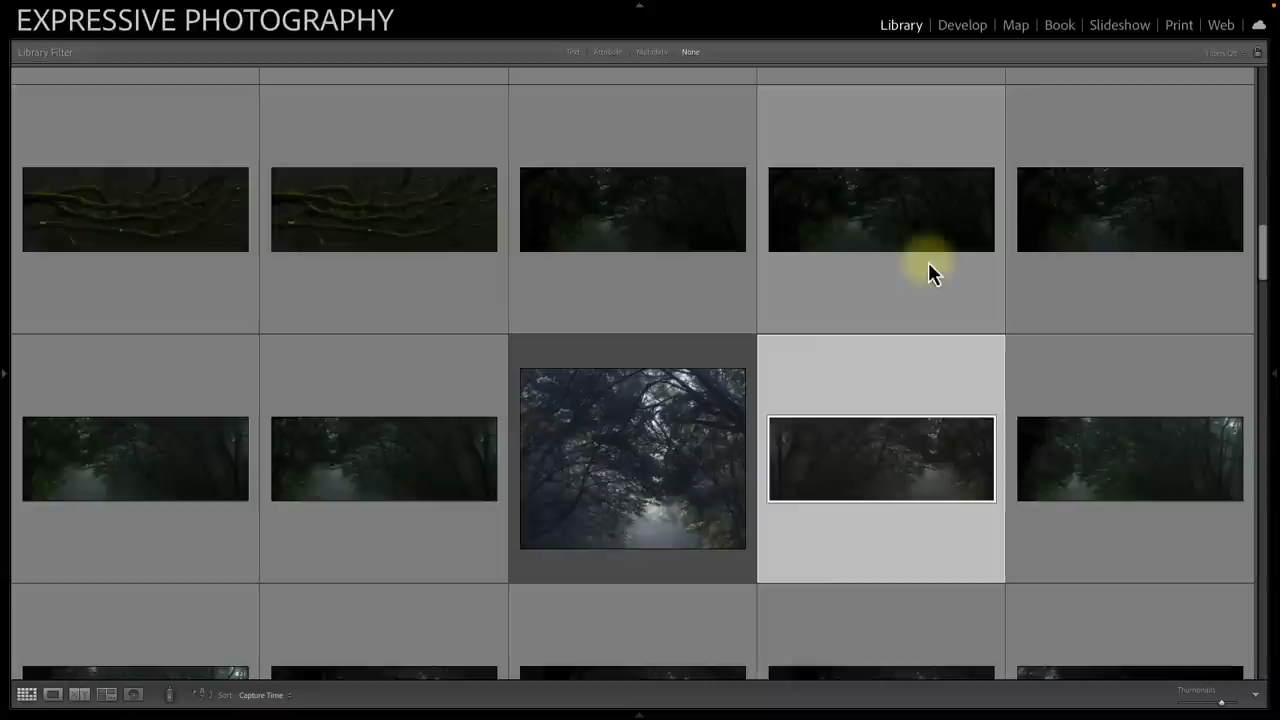 EXPRESSIVE PHOTOGRAPHY
Library | Develop | Map | Book | Slideshow | Print | Web
Library Filter
Text Attribute Metadata None
Sort Capture Time
Thumbnails